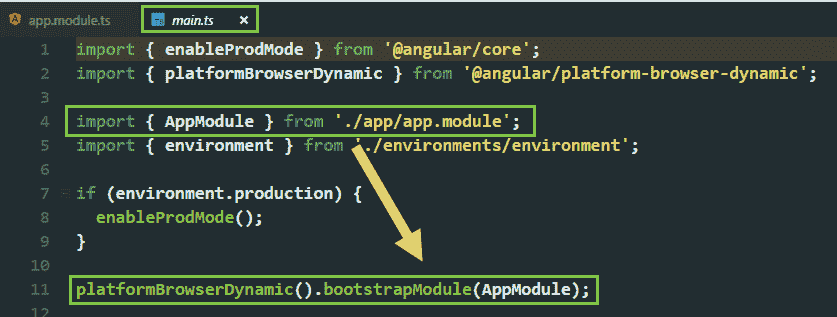 app.module.ts main.ts ×
1 import { enableProdMode } from '@angular/core';
2 import { platformBrowserDynamic } from '@angular/platform-browser-dynamic';
3
4 import { AppModule } from './app/app.module';
5 import { environment } from './environments/environment';
6
7 if (environment.production) {
8   enableProdMode();
9 }
10
11 platformBrowserDynamic().bootstrapModule(AppModule);
12